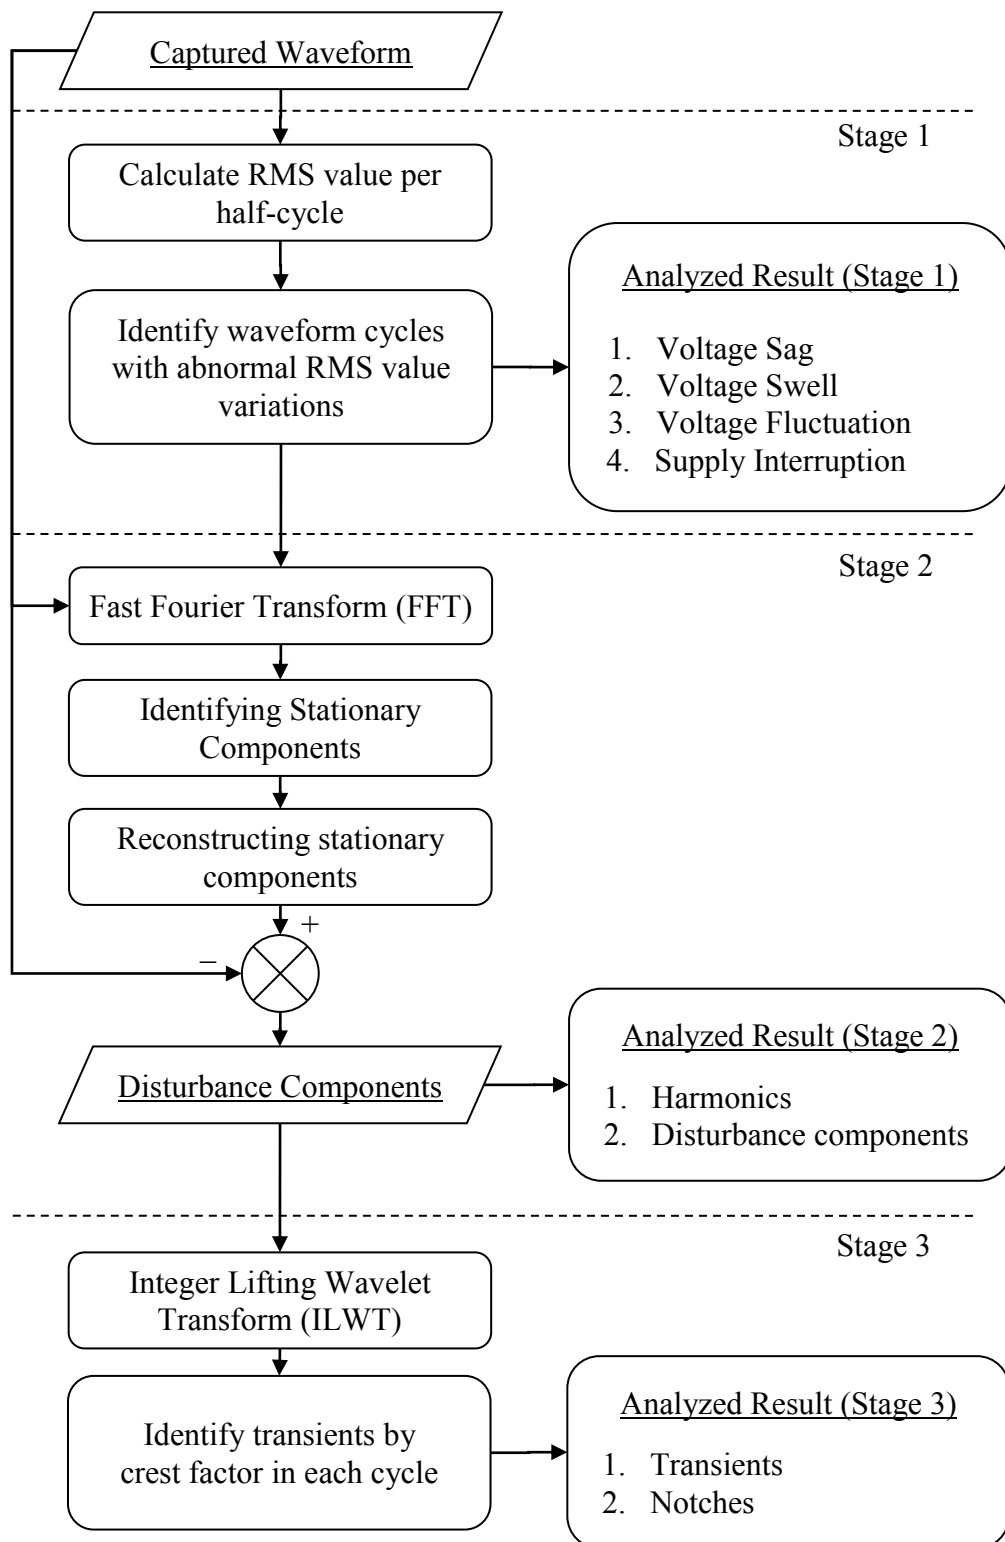 Captured Waveform
Stage 1
Calculate RMS value per
half-cycle
Identify waveform cycles
with abnormal RMS value
variations
Analyzed Result (Stage 1)
1. Voltage Sag
2. Voltage Swell
3. Voltage Fluctuation
4. Supply Interruption
Stage 2
Fast Fourier Transform (FFT)
Identifying Stationary
Components
Reconstructing stationary
components
+
−
Disturbance Components
Analyzed Result (Stage 2)
1. Harmonics
2. Disturbance components
Stage 3
Integer Lifting Wavelet
Transform (ILWT)
Identify transients by
crest factor in each cycle
Analyzed Result (Stage 3)
1. Transients
2. Notches